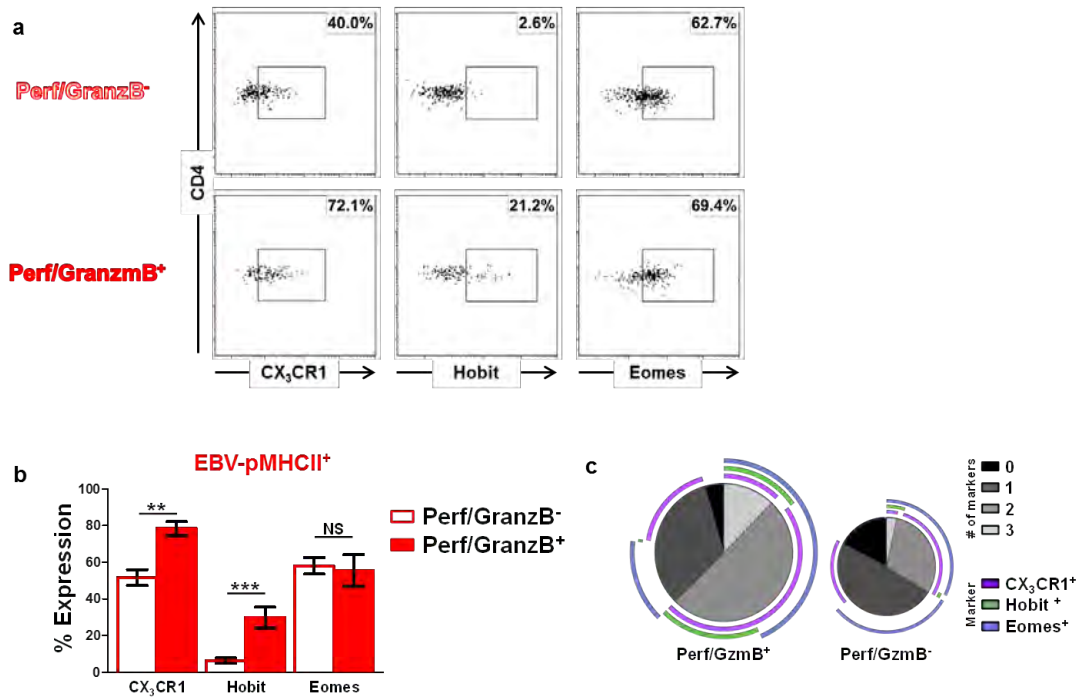 a
40.0%
2.6%
62.7%
Perf/GranzB-
CD4
72.1%
21.2%
69.4%
Perf/GranzmB+
CX3CR1
Hobit
Eomes
b
EBV-pMHCII+
% Expression
100
80
60
40
20
0
**
***
NS
CX3CR1
Hobit
Eomes
Perf/GranzB-
Perf/GranzB+
c
Perf/GzmB+
Perf/GzmB-
# of markers
0
1
2
3
Marker
CX3CR1+
Hobit +
Eomes+